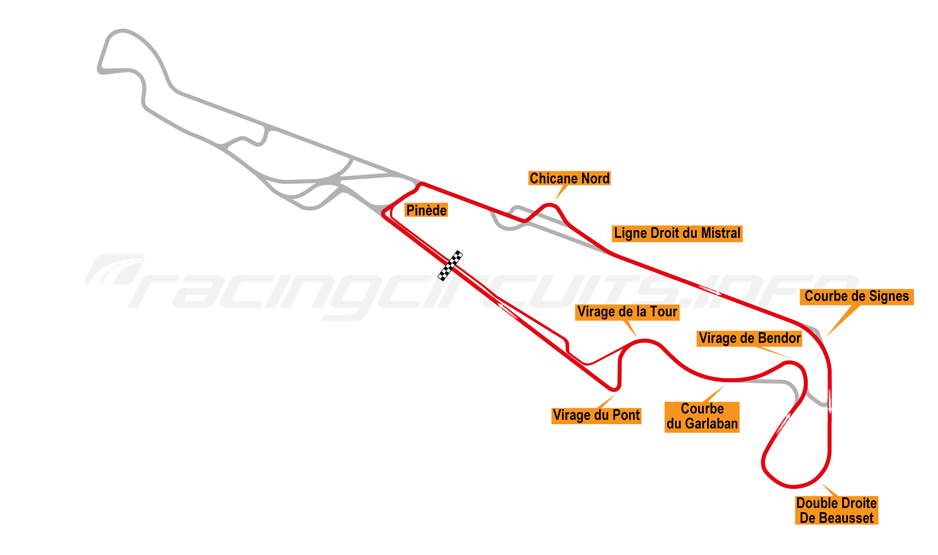 Chicane Nord
Pinède
Ligne Droit du Mistral
racingcircuits.info
Courbe de Signes
Virage de la Tour
Virage de Bendor
Virage du Pont
Courbe
du Garlaban
Double Droite
De Beausset